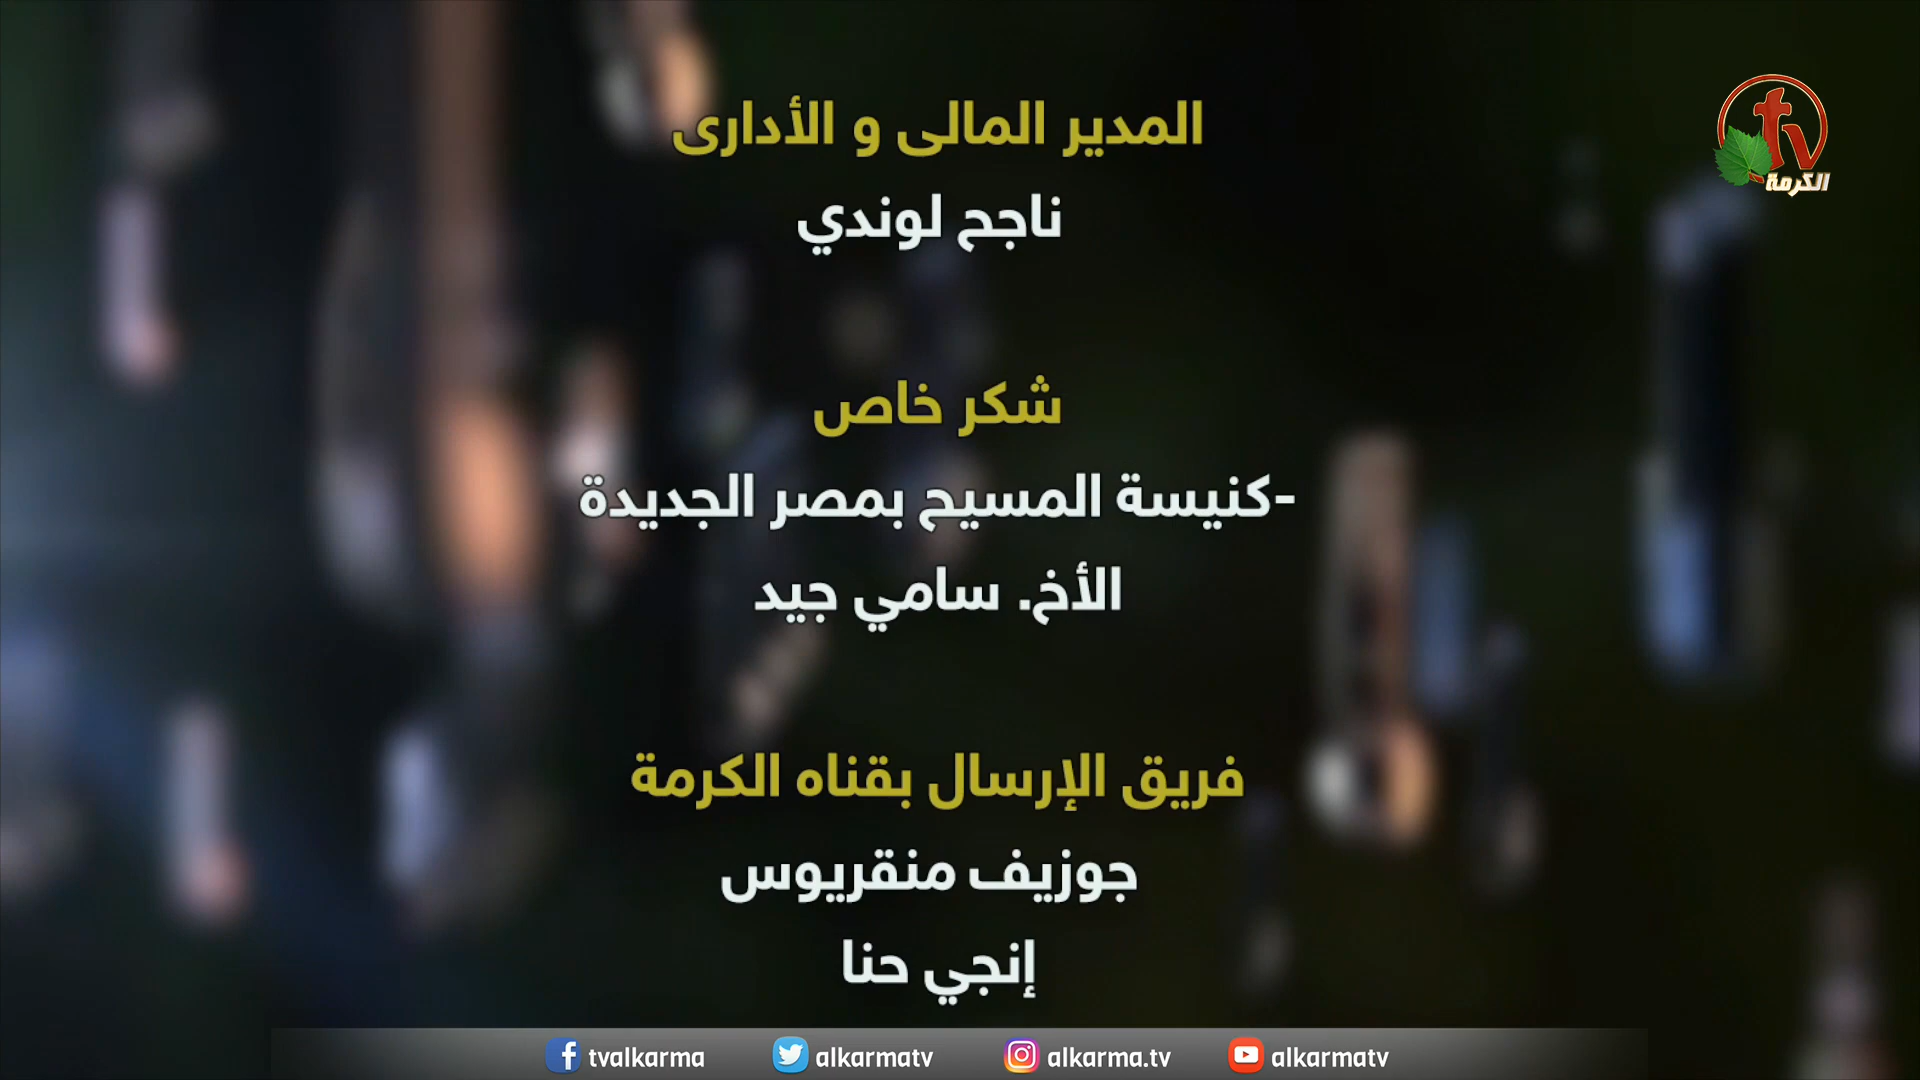 المدير المالى و الأدارى
ناجح لوندي
شكر خاص
-كنيسة المسيح بمصر الجديدة
الأخ. سامي جيد
فريق الإرسال بقناه الكرمة
جوزيف منقريوس
إنجي حنا
tv
الكرمة
tvalkarma alkarmatv alkarma.tv alkarmatv